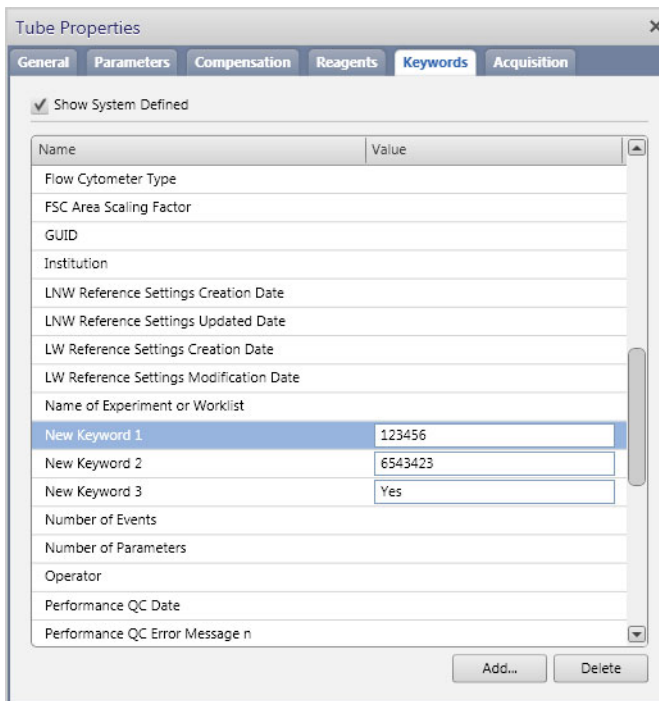 Tube Properties
General Parameters Compensation Reagents Keywords Acquisition
Show System Defined
Name Value
Flow Cytometer Type
FSC Area Scaling Factor
GUID
Institution
LNW Reference Settings Creation Date
LNW Reference Settings Updated Date
LW Reference Settings Creation Date
LW Reference Settings Modification Date
Name of Experiment or Worklist
New Keyword 1 123456
New Keyword 2 6543423
New Keyword 3 Yes
Number of Events
Number of Parameters
Operator
Performance QC Date
Performance QC Error Message n
Add... Delete